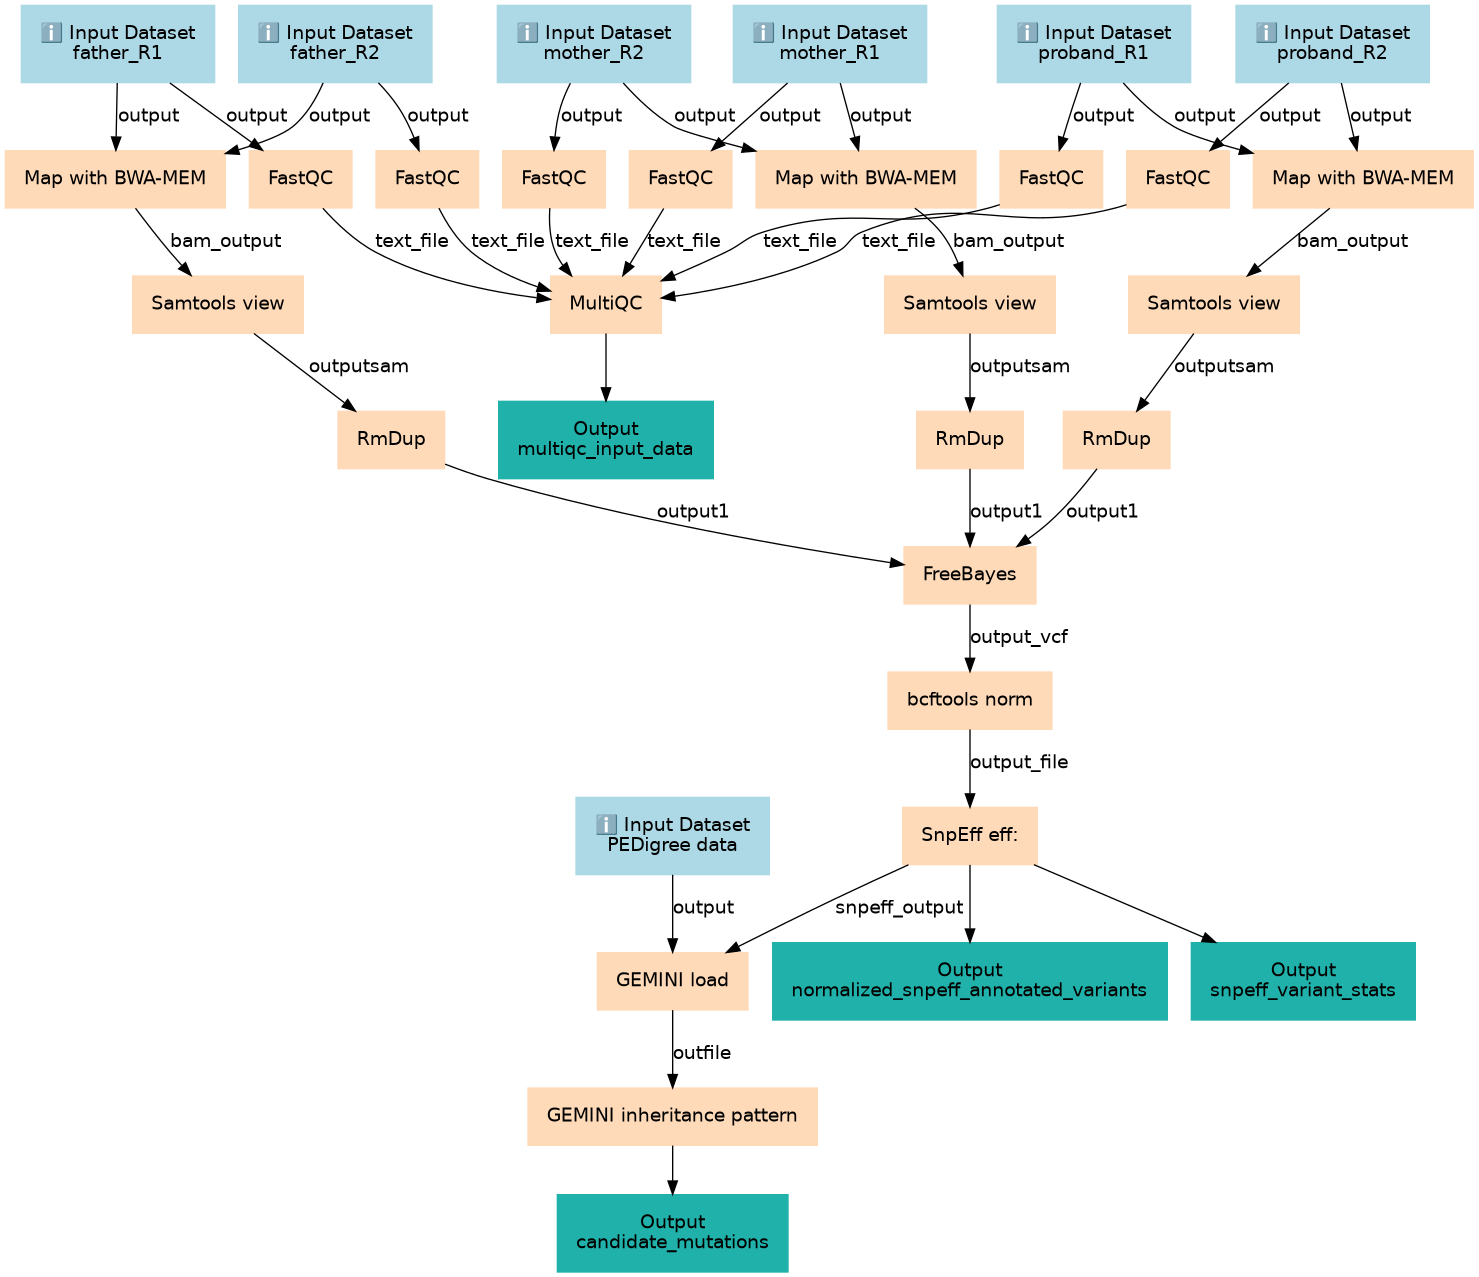 ℹ️ Input Dataset
father_R1
ℹ️ Input Dataset
father_R2
ℹ️ Input Dataset
mother_R2
ℹ️ Input Dataset
mother_R1
ℹ️ Input Dataset
proband_R1
ℹ️ Input Dataset
proband_R2
output
output
output
output
output
output
output
output
output
output
output
output
Map with BWA-MEM
FastQC
FastQC
FastQC
FastQC
Map with BWA-MEM
FastQC
FastQC
Map with BWA-MEM
bam_output
text_file
text_file
text_file
text_file
text_file
text_file
bam_output
bam_output
Samtools view
MultiQC
Samtools view
Samtools view
outputsam
outputsam
outputsam
RmDup
Output
multiqc_input_data
RmDup
RmDup
output1
output1
output1
FreeBayes
output_vcf
bcftools norm
output_file
ℹ️ Input Dataset
PEDigree data
SnpEff eff:
output
snpeff_output
GEMINI load
Output
normalized_snpeff_annotated_variants
Output
snpeff_variant_stats
outfile
GEMINI inheritance pattern
Output
candidate_mutations